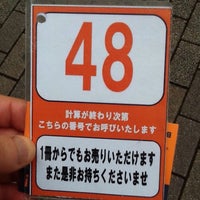 48
計算が終わり次第
こちらの番号でお呼びいたします
1冊からでもお売りいただけます
また是非お持ちくださいませ